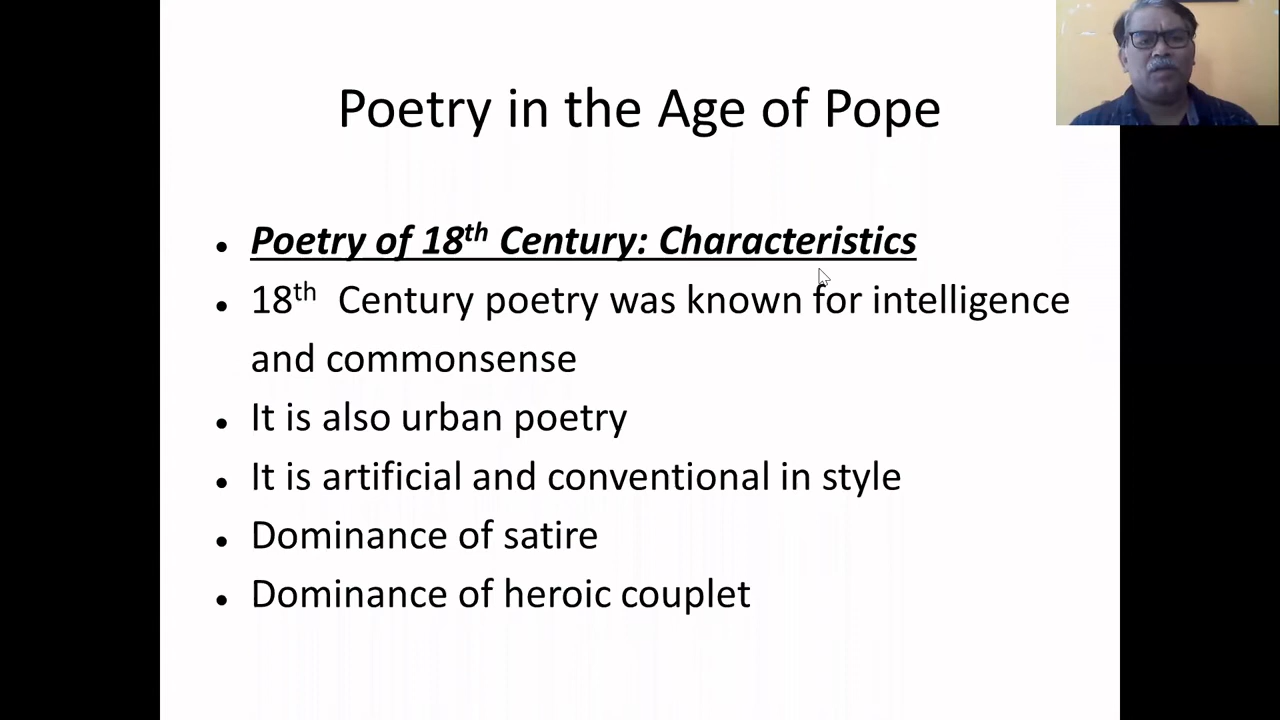 Poetry in the Age of Pope
• Poetry of 18th Century: Characteristics
• 18th Century poetry was known for intelligence
and commonsense
• It is also urban poetry
• It is artificial and conventional in style
• Dominance of satire
• Dominance of heroic couplet